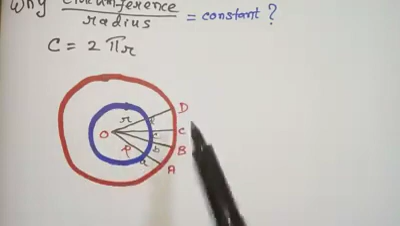 Why circumference / radius = constant ?
C = 2πr
r
D
O
C
c
b
B
p
a
A